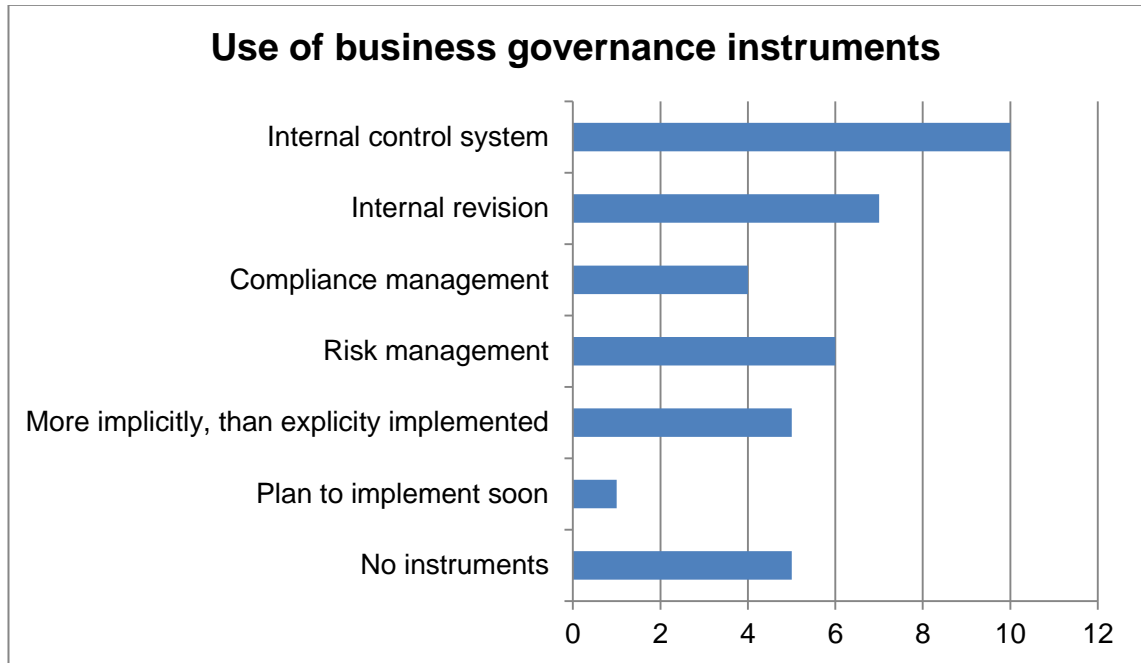 Use of business governance instruments
Internal control system
Internal revision
Compliance management
Risk management
More implicitly, than explicity implemented
Plan to implement soon
No instruments
0 2 4 6 8 10 12